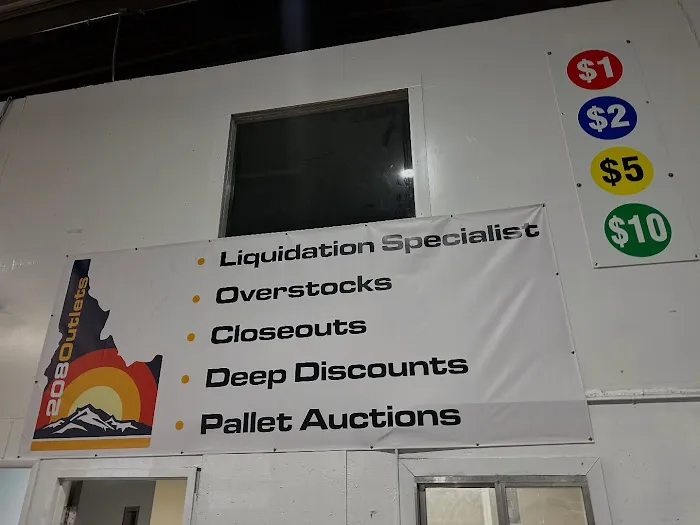 208Outlets
Liquidation Specialist
Overstocks
Closeouts
Deep Discounts
Pallet Auctions
$1
$2
$5
$10